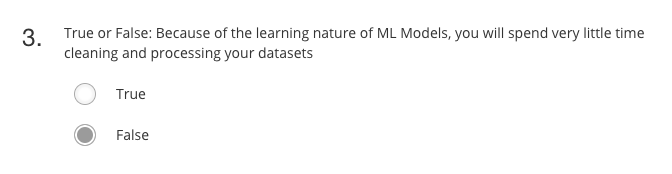 3. True or False: Because of the learning nature of ML Models, you will spend very little time
cleaning and processing your datasets
True
False